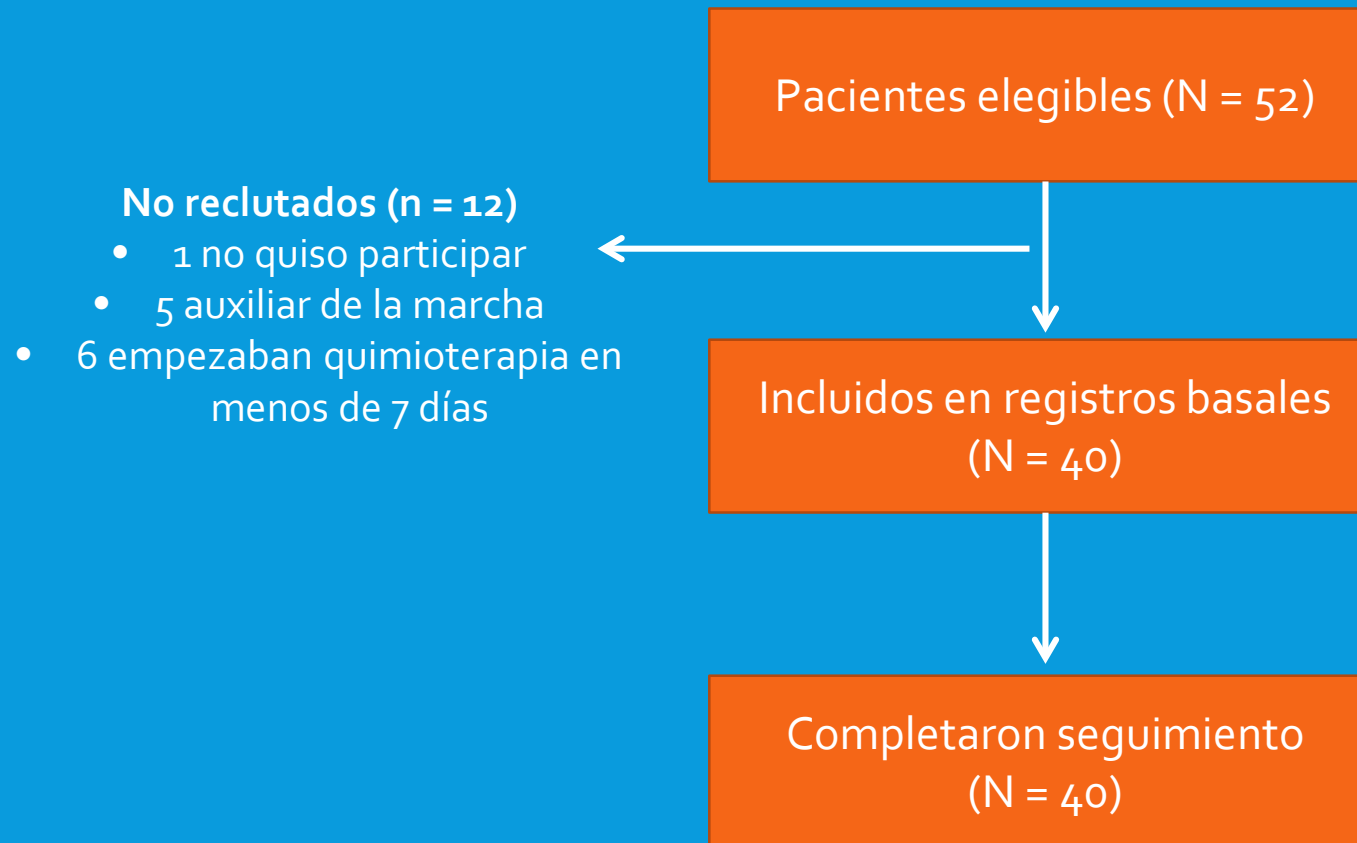 Pacientes elegibles (N = 52)
No reclutados (n = 12)
• 1 no quiso participar
• 5 auxiliar de la marcha
• 6 empezaban quimioterapia en
menos de 7 días
Incluidos en registros basales
(N = 40)
Completaron seguimiento
(N = 40)